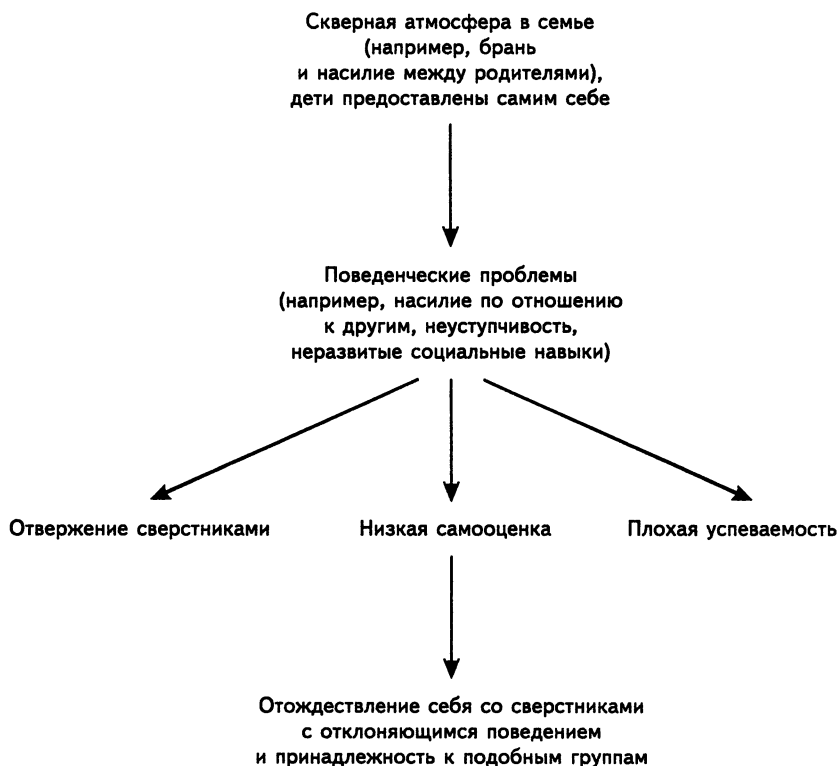 Скверная атмосфера в семье
(например, брань
и насилие между родителями),
дети предоставлены самим себе
Поведенческие проблемы
(например, насилие по отношению
к другим, неуступчивость,
неразвитые социальные навыки)
Отвержение сверстниками
Низкая самооценка
Плохая успеваемость
Отождествление себя со сверстниками
с отклоняющимся поведением
и принадлежность к подобным группам